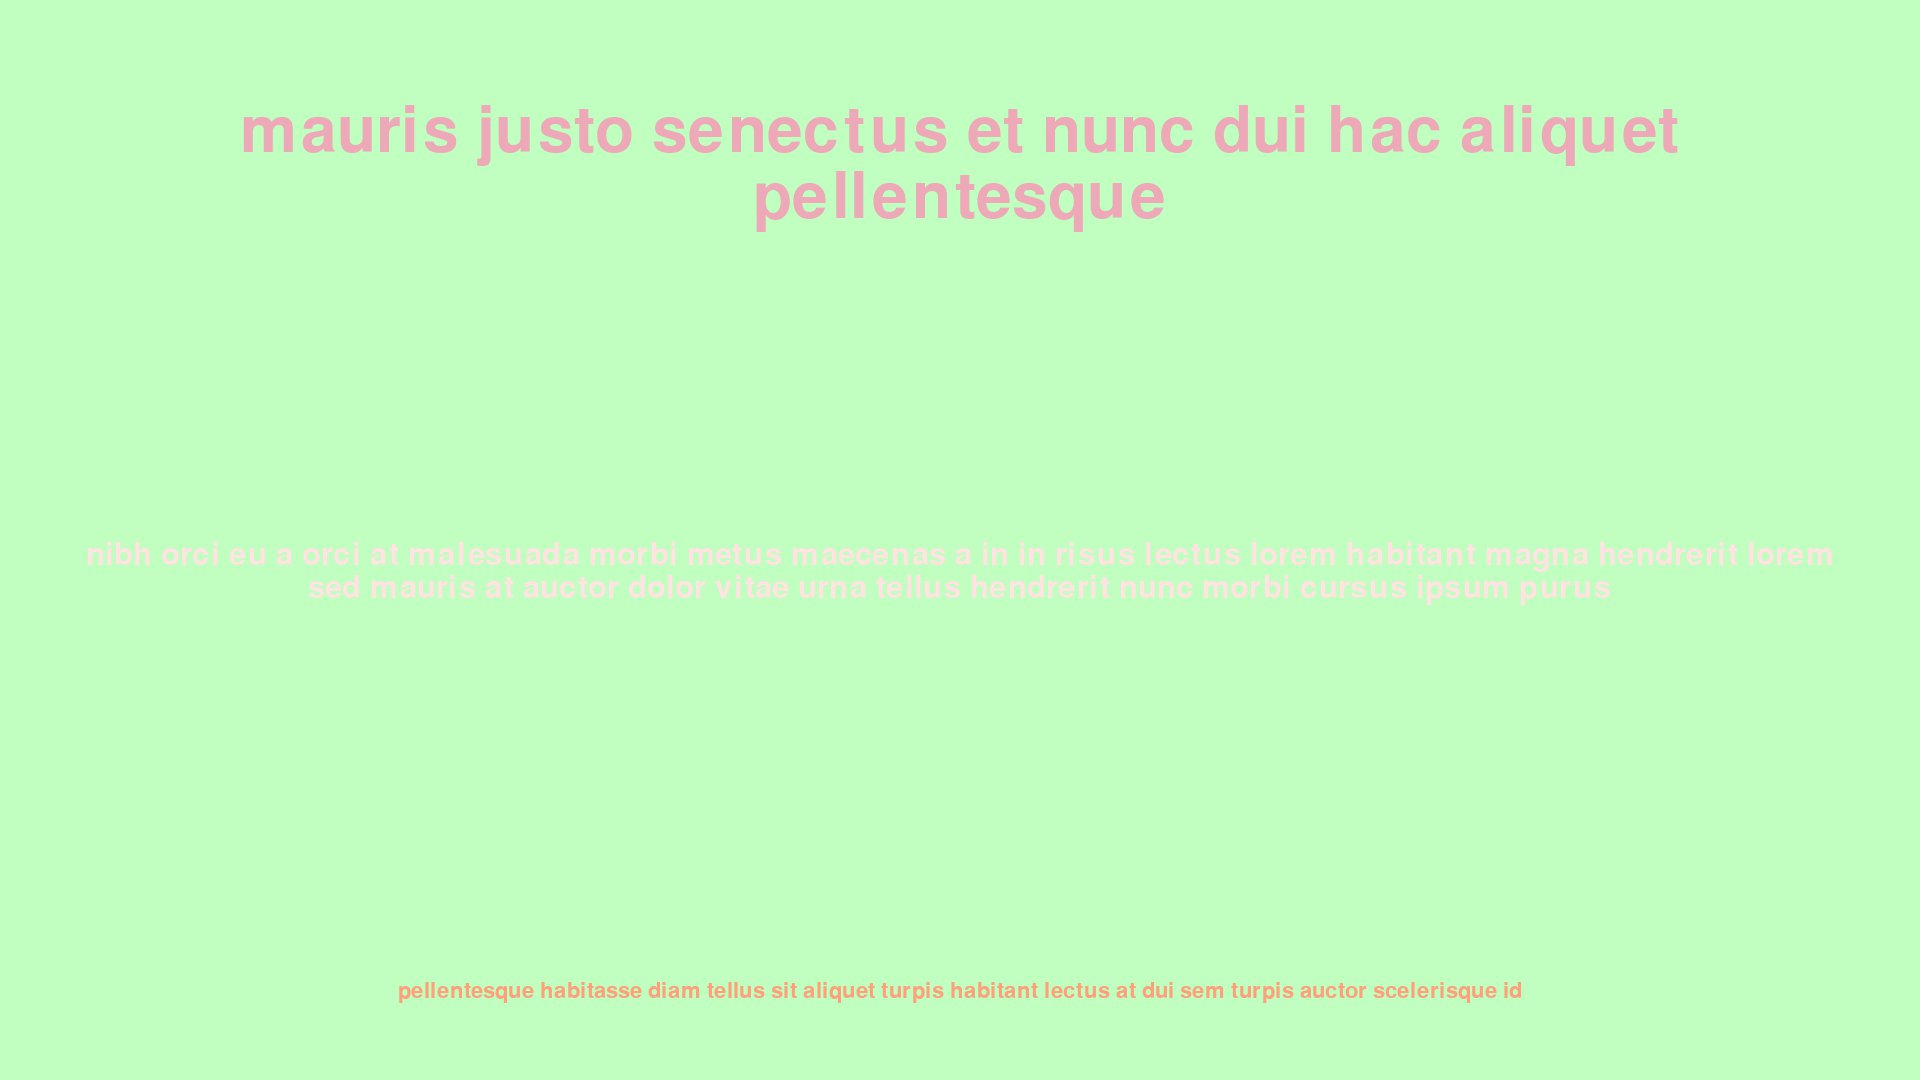 mauris justo senectus et nunc dui hac aliquet
pellentesque
nibh orci eu a orci at malesuada morbi metus maecenas a in in risus lectus lorem habitant magna hendrerit lorem
sed mauris at auctor dolor vitae urna tellus hendrerit nunc morbi cursus ipsum purus
pellentesque habitasse diam tellus sit aliquet turpis habitant lectus at dui sem turpis auctor scelerisque id